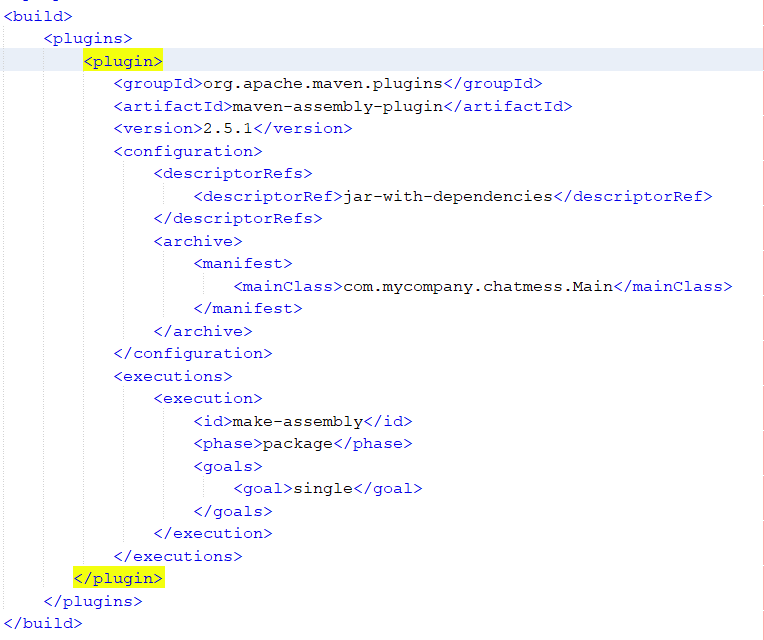 <build>
<plugins>
<plugin>
<groupId>org.apache.maven.plugins</groupId>
<artifactId>maven-assembly-plugin</artifactId>
<version>2.5.1</version>
<configuration>
<descriptorRefs>
<descriptorRef>jar-with-dependencies</descriptorRef>
</descriptorRefs>
<archive>
<manifest>
<mainClass>com.mycompany.chatmess.Main</mainClass>
</manifest>
</archive>
</configuration>
<executions>
<execution>
<id>make-assembly</id>
<phase>package</phase>
<goals>
<goal>single</goal>
</goals>
</execution>
</executions>
</plugin>
</plugins>
</build>